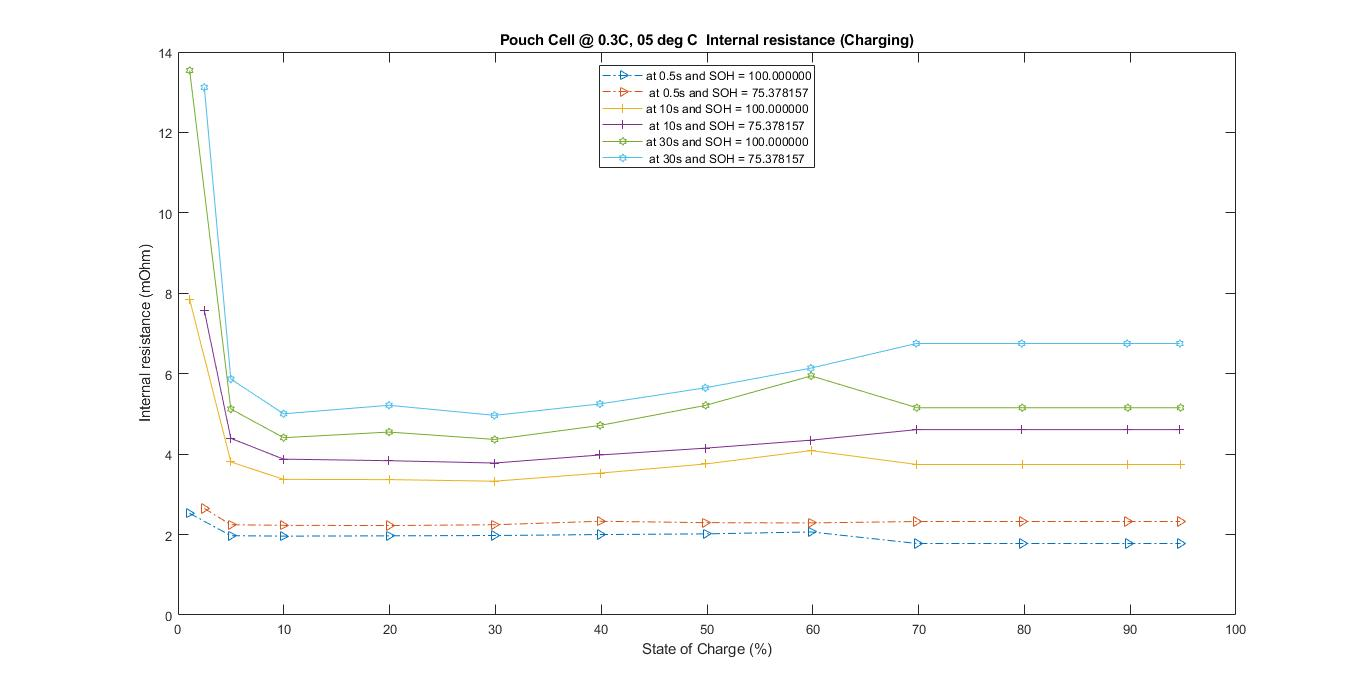 Pouch Cell @ 0.3C, 05 deg C  Internal resistance (Charging)
14
12
10
8
6
4
2
0
Internal resistance (mOhm)
at 0.5s and SOH = 100.000000
at 0.5s and SOH = 75.378157
at 10s and SOH = 100.000000
at 10s and SOH = 75.378157
at 30s and SOH = 100.000000
at 30s and SOH = 75.378157
0 10 20 30 40 50 60 70 80 90 100
State of Charge (%)